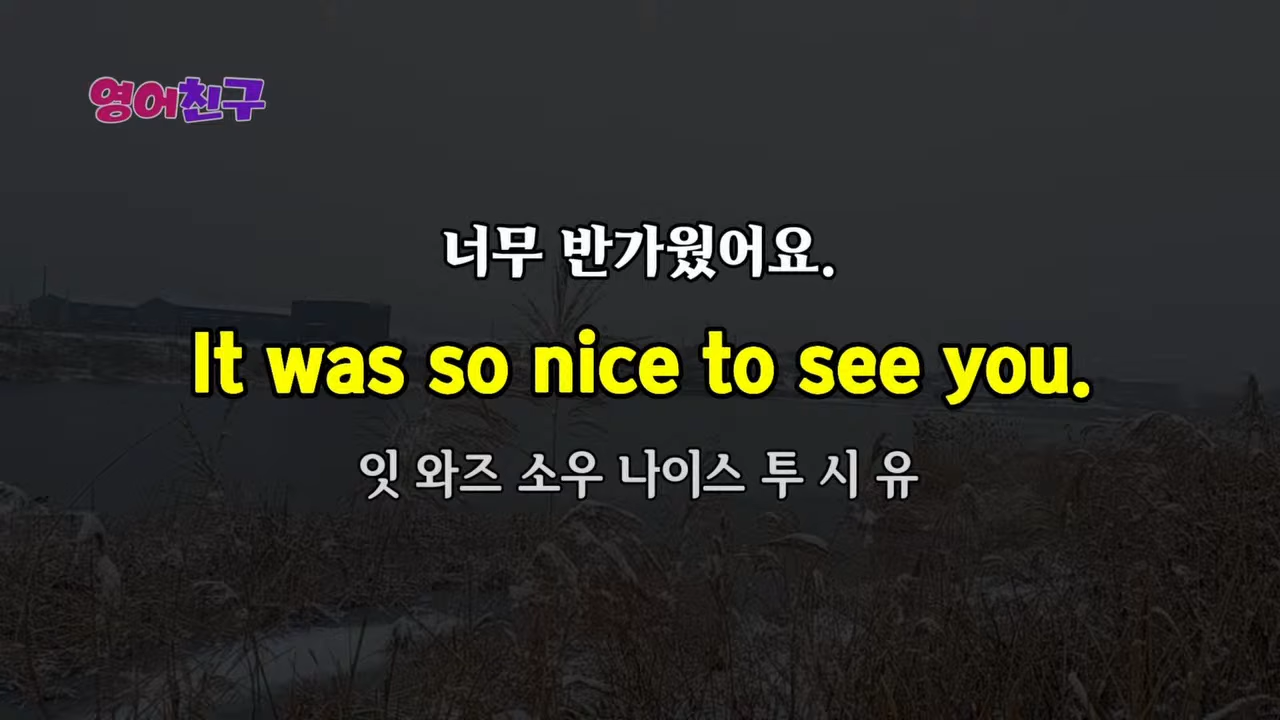 영어친구
너무 반가웠어요.
It was so nice to see you.
잇 와즈 소우 나이스 투 시 유